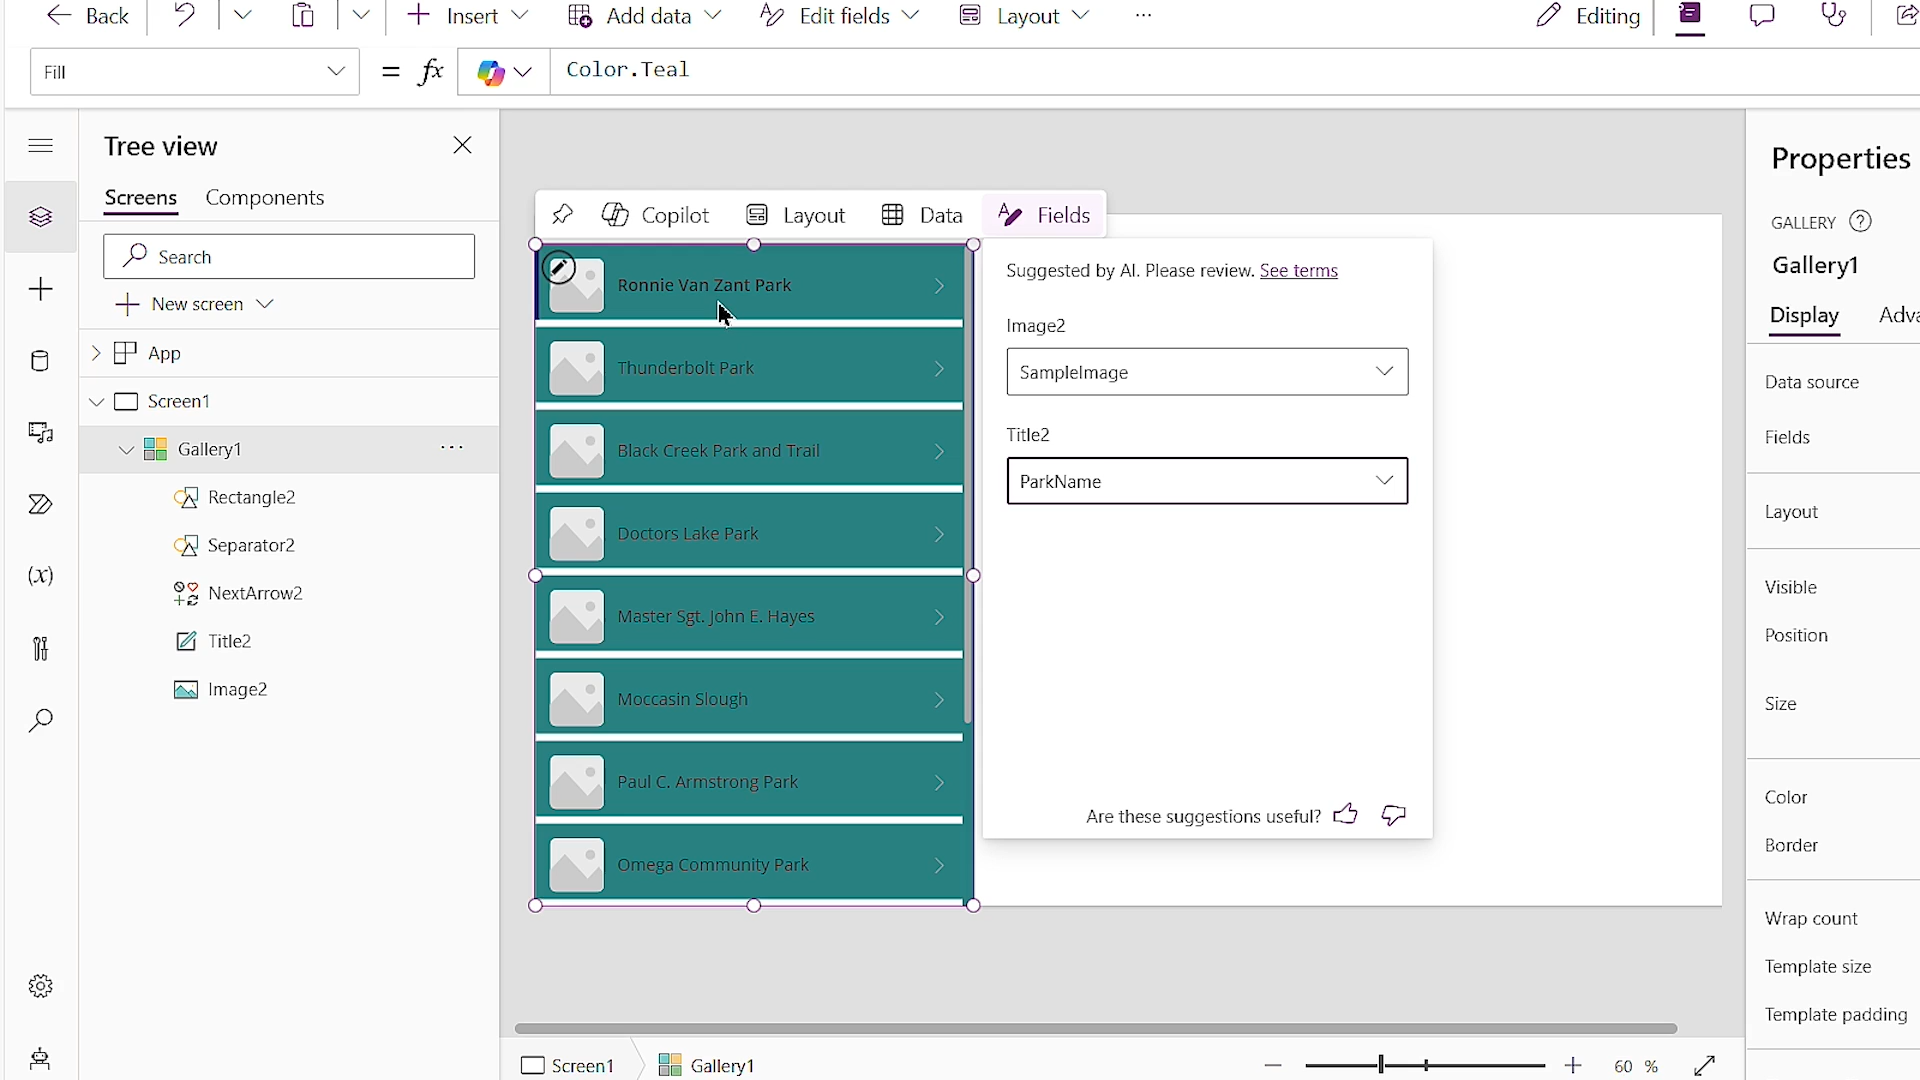 Back
Insert
Add data
Edit fields
Layout
...
Editing
Fill
= fx
Color.Teal
Tree view
Screens
Components
Search
New screen
App
Screen1
Gallery1
...
Rectangle2
Separator2
NextArrow2
Title2
Image2
(x)
Copilot
Layout
Data
Fields
Ronnie Van Zant Park
Thunderbolt Park
Black Creek Park and Trail
Doctors Lake Park
Master Sgt. John E. Hayes
Moccasin Slough
Paul C. Armstrong Park
Omega Community Park
Suggested by AI. Please review. See terms
Image2
SampleImage
Title2
ParkName
Are these suggestions useful?
Properties
GALLERY ?
Gallery1
Display
Adva
Data source
Fields
Layout
Visible
Position
Size
Color
Border
Wrap count
Template size
Template padding
Screen1
Gallery1
60 %